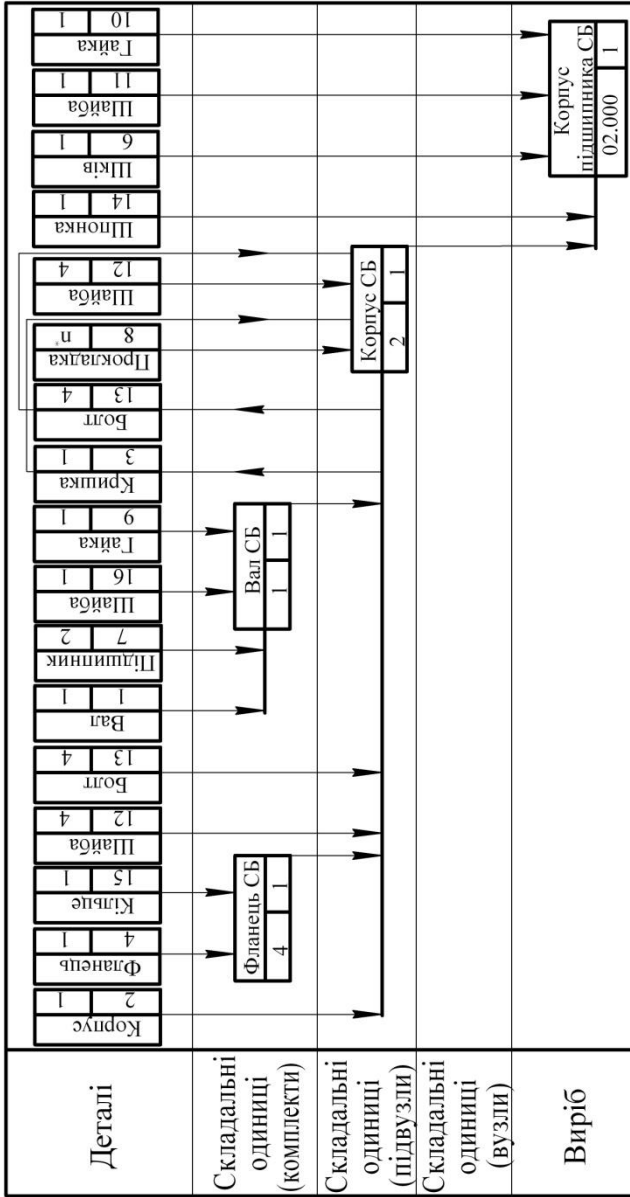 Гайка
10 1
Шайба
11 1
Шків
6 1
Шпонка
14 1
Шайба
12 4
Прокладка
8 n*
Болт
13 4
Кришка
3 1
Гайка
9 1
Шайба
16 1
Підшипник
7 2
Вал
1 1
Болт
13 4
Шайба
12 4
Кільце
15 1
Фланець
4 1
Корпус
2 1
Фланець СБ
4 1
Вал СБ
1 1
Корпус СБ
2 1
Корпус
підшипника СБ
02.000 1
Деталі
Складальні
одиниці
(комплекти)
Складальні
одиниці
(підвузли)
Складальні
одиниці
(вузли)
Виріб